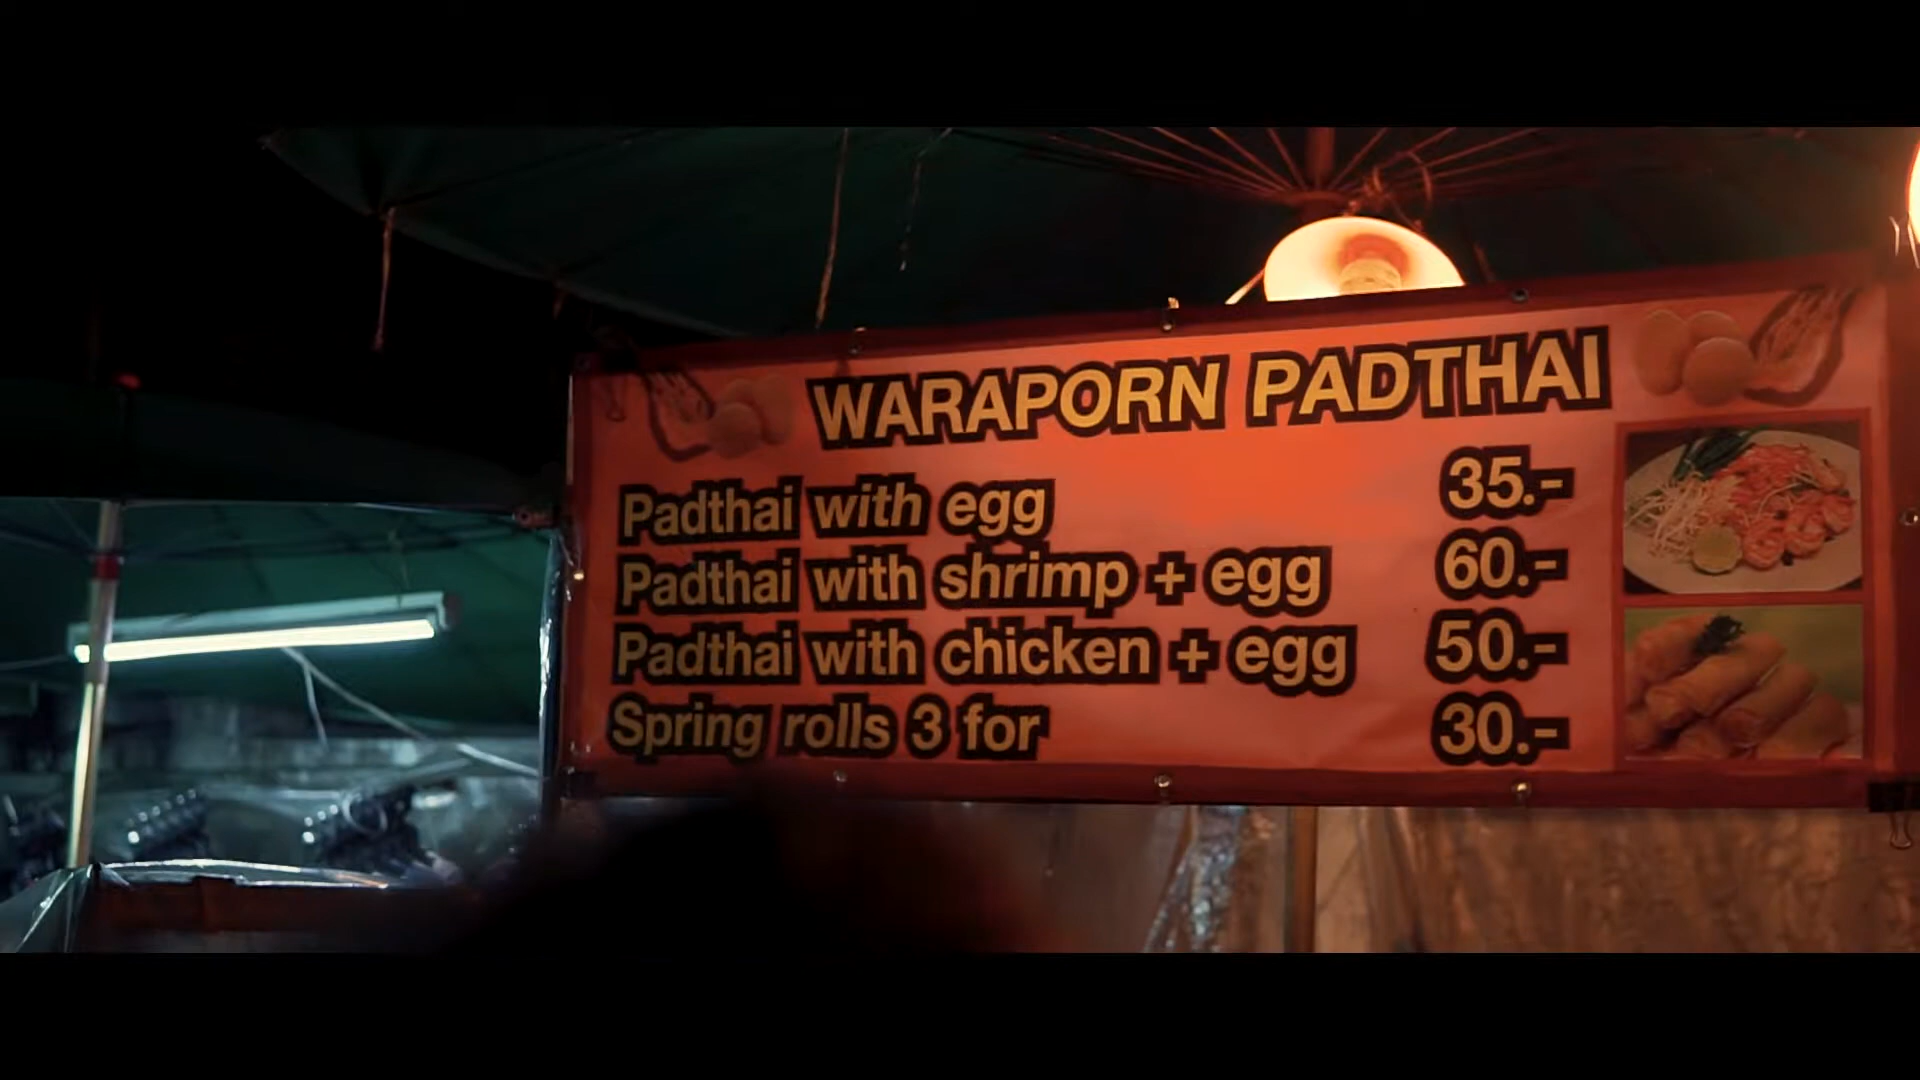 WARAPORN PADTHAI
Padthai with egg 35.-
Padthai with shrimp + egg 60.-
Padthai with chicken + egg 50.-
Spring rolls 3 for 30.-